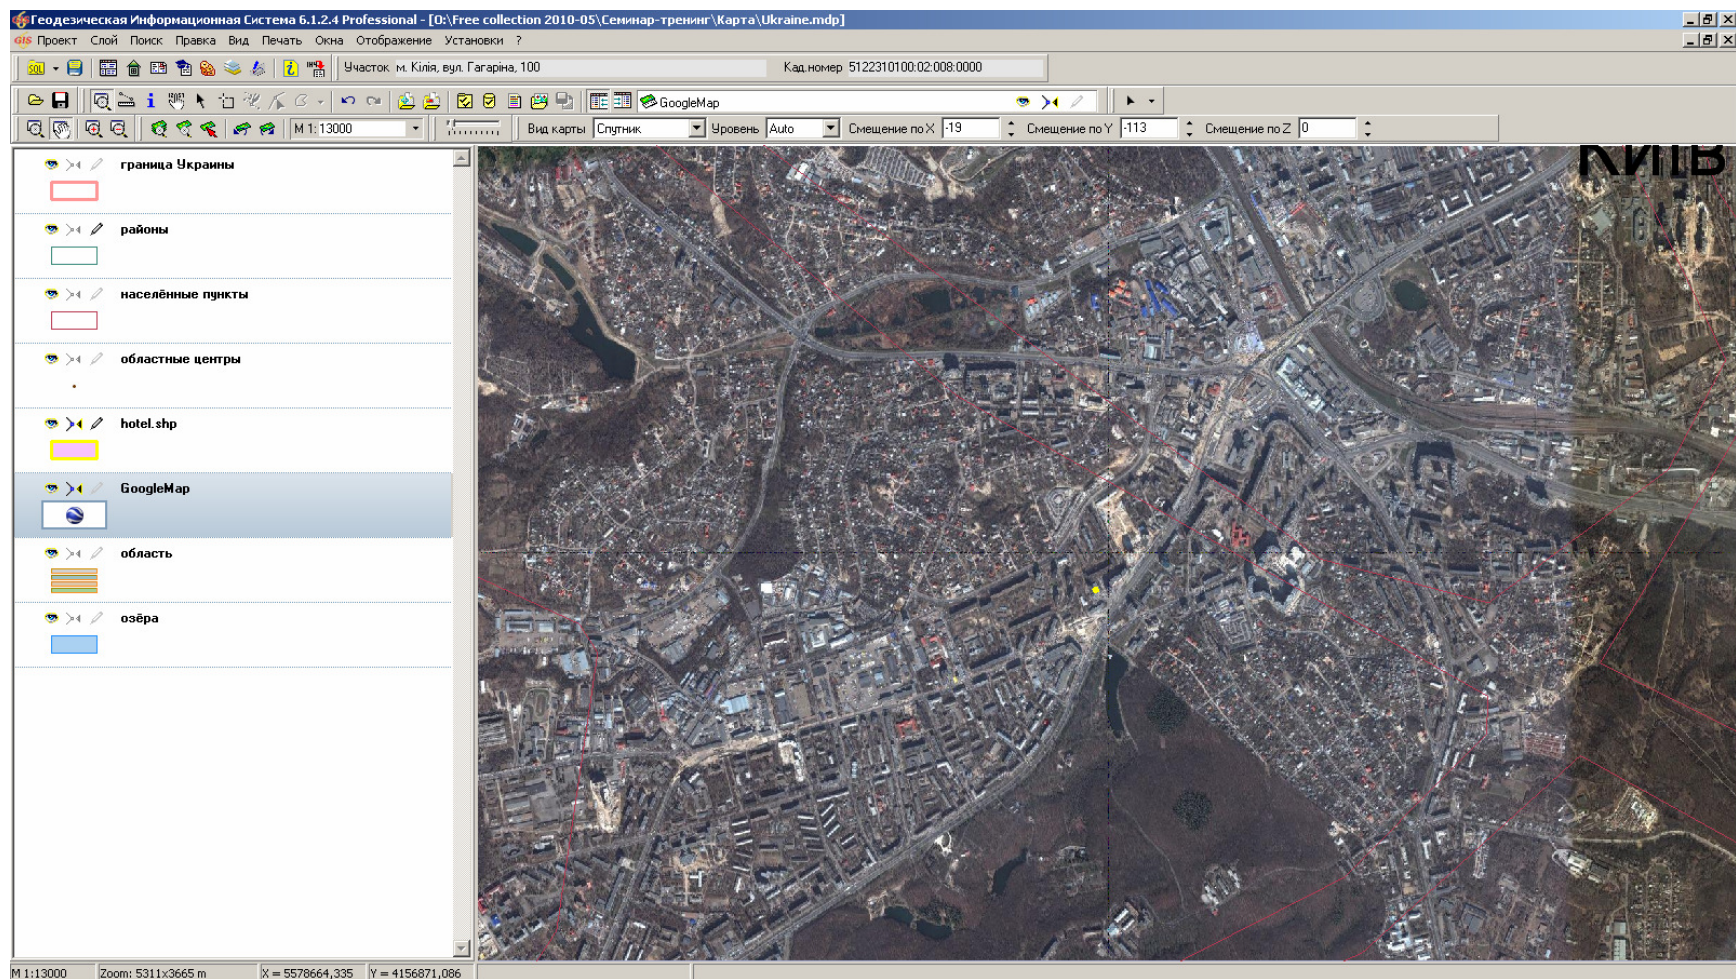 Геодезическая Информационная Система 6.1.2.4 Professional - [O:\Free collection 2010-05\Семинар-тренинг\Карта\Ukraine.mdp]
GIS Проект Слой Поиск Правка Вид Печать Окна Отображение Установки ?
SQL Участок м. Кілія, вул. Гагаріна, 100 Кад.номер 5122310100:02:008:0000
GoogleMap
М 1: 13000 Вид карты Спутник Уровень Auto Смещение по X -19 Смещение по Y -113 Смещение по Z 0
граница Украины
районы
населённые пункты
областные центры
hotel.shp
GoogleMap
область
озёра
КИЇВ
М 1:13000 Zoom: 5311x3665 m X = 5578664,335 Y = 4156871,086